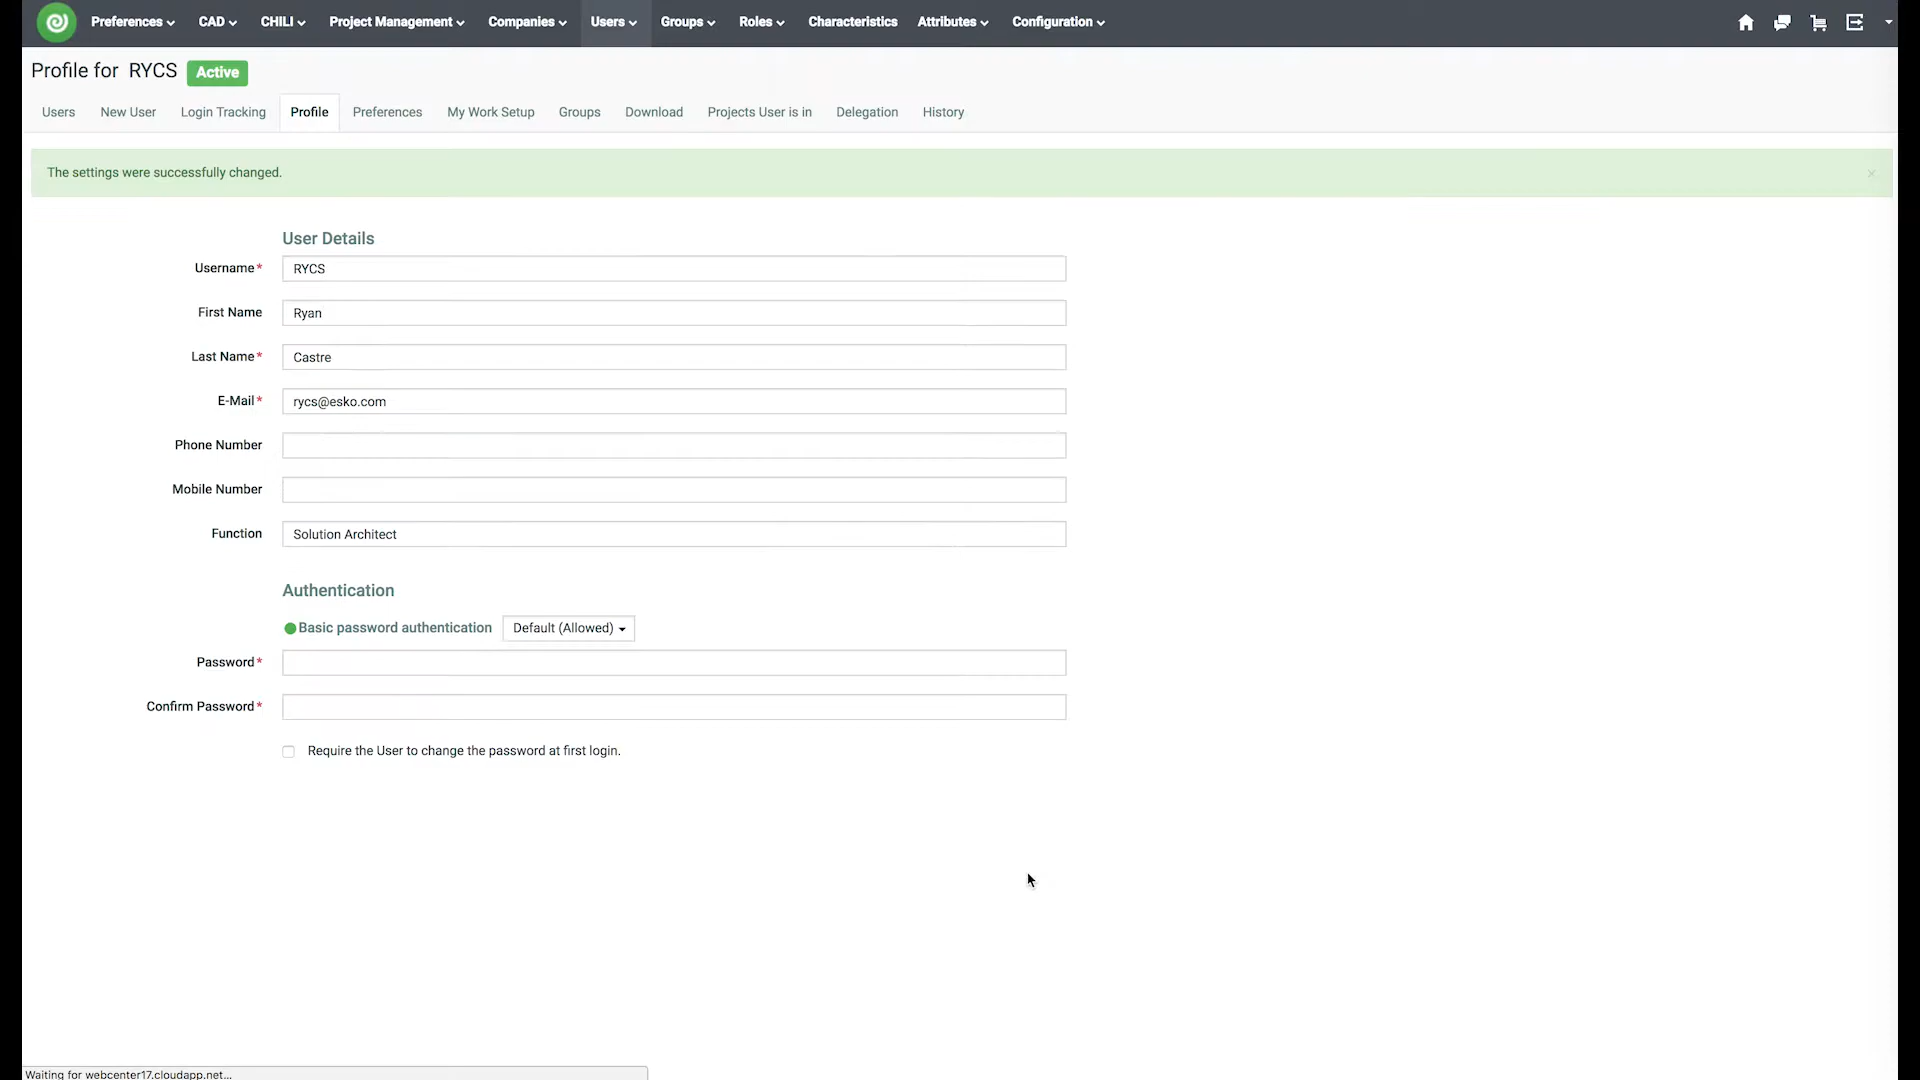 Preferences CAD CHILI Project Management Companies Users Groups Roles Characteristics Attributes Configuration
Profile for RYCS Active
Users New User Login Tracking Profile Preferences My Work Setup Groups Download Projects User is in Delegation History
The settings were successfully changed. ×
User Details
Username* RYCS
First Name Ryan
Last Name* Castre
E-Mail* rycs@esko.com
Phone Number
Mobile Number
Function Solution Architect
Authentication
Basic password authentication Default (Allowed)
Password*
Confirm Password*
Require the User to change the password at first login.
Waiting for webcenter17.cloudapp.net...